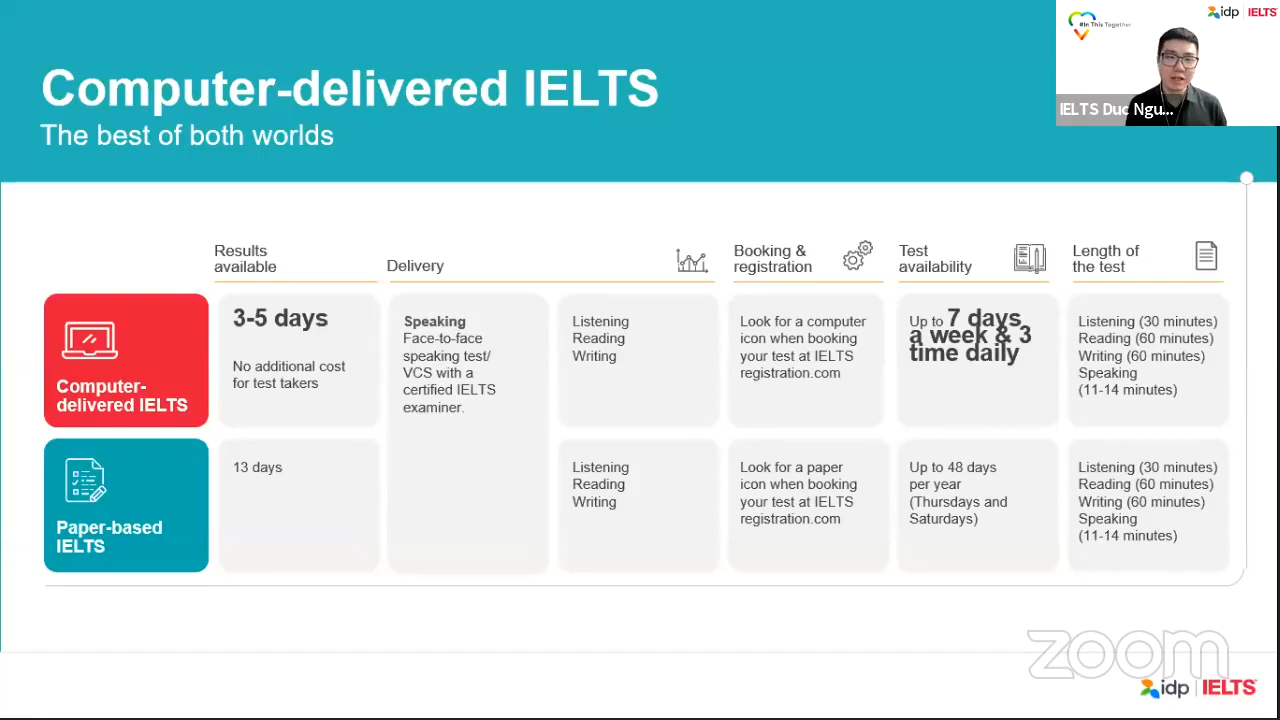 #In This Together
idp IELTS
IELTS Duc Ngu...
Computer-delivered IELTS
The best of both worlds
Results
available
Delivery
Booking &
registration
Test
availability
Length of
the test
Computer-
delivered IELTS
3-5 days
No additional cost
for test takers
Speaking
Face-to-face
speaking test/
VCS with a
certified IELTS
examiner.
Listening
Reading
Writing
Look for a computer
icon when booking
your test at IELTS
registration.com
Up to 7 days
a week & 3
time daily
Listening (30 minutes)
Reading (60 minutes)
Writing (60 minutes)
Speaking
(11-14 minutes)
Paper-based
IELTS
13 days
Listening
Reading
Writing
Look for a paper
icon when booking
your test at IELTS
registration.com
Up to 48 days
per year
(Thursdays and
Saturdays)
Listening (30 minutes)
Reading (60 minutes)
Writing (60 minutes)
Speaking
(11-14 minutes)
zoom
idp IELTS